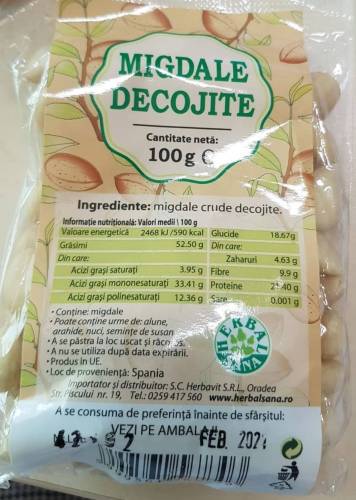 MIGDALE
DECOJITE
Cantitate netă:
100 g e
Ingrediente: migdale crude decojite.
Informație nutrițională: Valori medii \ 100 g
Valoare energetică 2468 kJ /590 kcal
Grăsimi 52.50 g
Din care:
Acizi grași saturați 3.95 g
Acizi grași mononesaturați 33.41 g
Acizi grași polinesaturați 12.36 g
Glucide 18.67g
Din care:
Zaharuri 4.63 g
Fibre 9.9 g
Proteine 21.40 g
Sare 0.001 g
• Conține: migdale
• Poate conține urme de: alune,
arahide, nuci, semințe de susan
• A se păstra la loc uscat și răcoros.
• A nu se utiliza după data expirării.
• Produs in UE.
• Loc de proveniență: Spania
HERBAL
SANA
Importator și distribuitor: S.C. Herbavit S.R.L., Oradea
Str. Piscului nr. 19, Tel.: 0259 417 560 www.herbalsana.ro
A se consuma de preferință înainte de sfârșitul:
VEZI PE AMBALAJ
FEB. 202